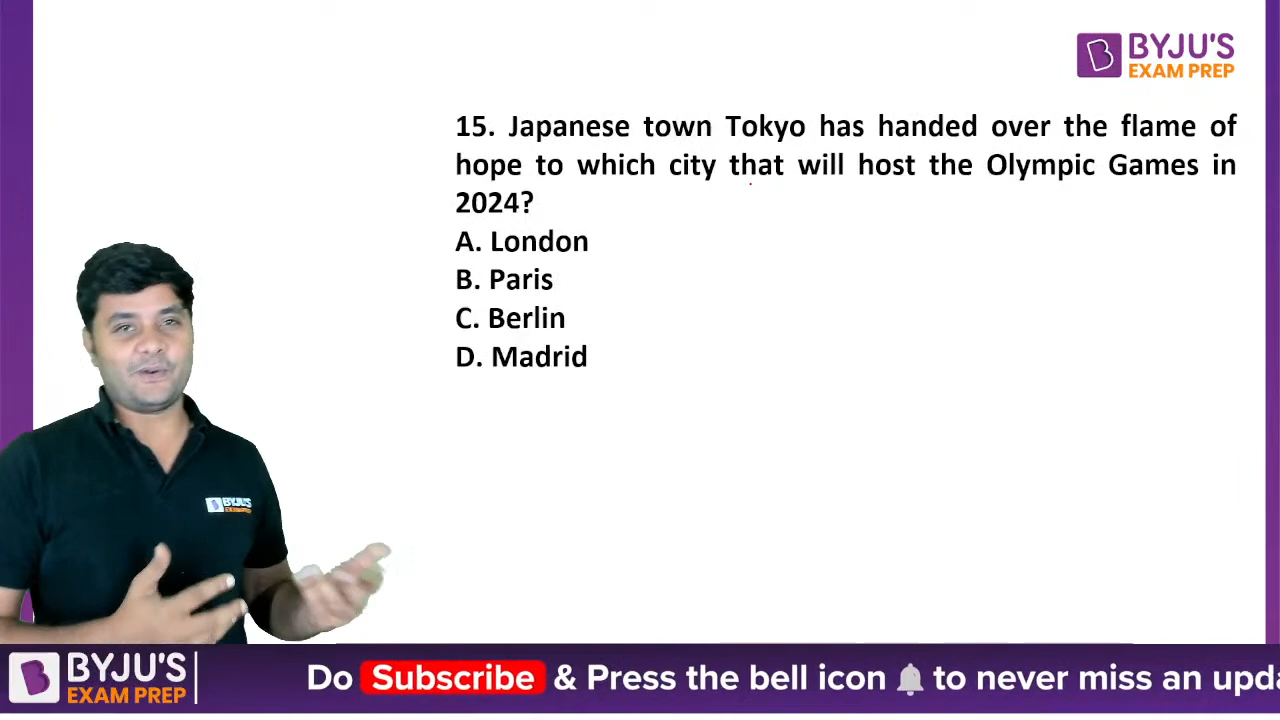 BYJU'S
EXAM PREP
15. Japanese town Tokyo has handed over the flame of
hope to which city that will host the Olympic Games in
2024?
A. London
B. Paris
C. Berlin
D. Madrid
BYJU'S
BYJU'S
EXAM PREP
Do Subscribe & Press the bell icon to never miss an upda